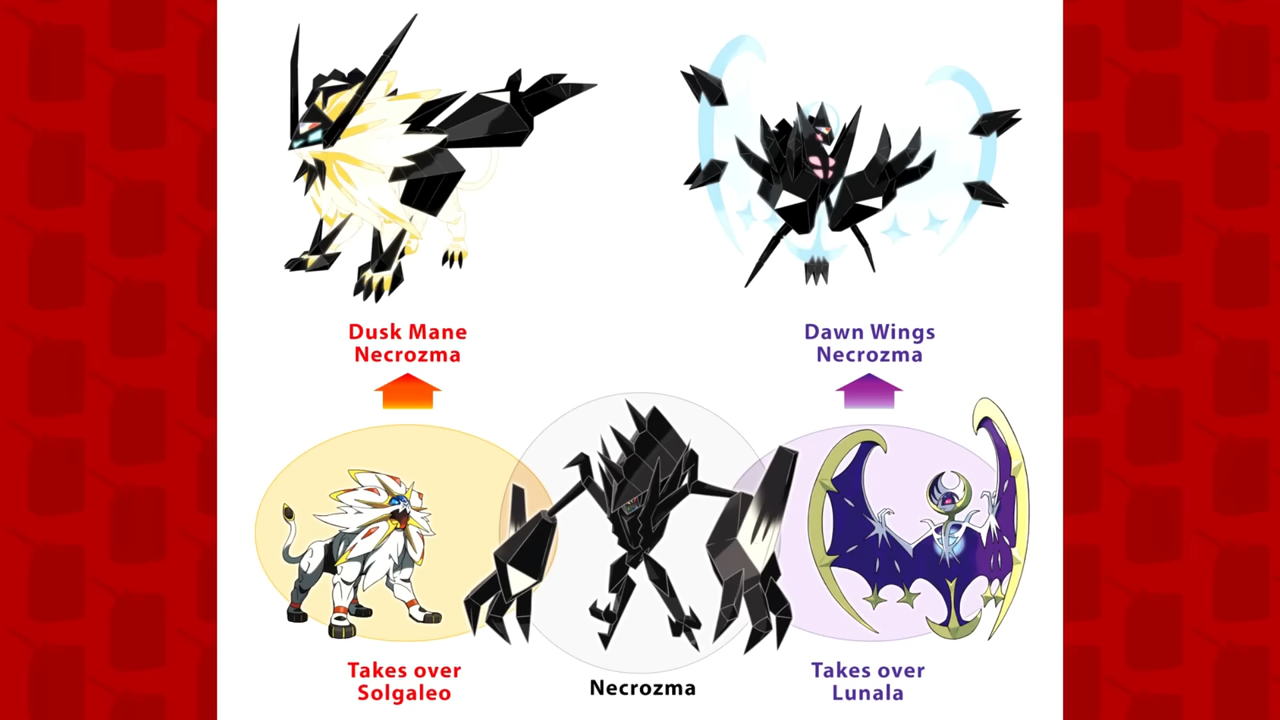 Dusk Mane
Necrozma
Dawn Wings
Necrozma
Takes over
Solgaleo
Necrozma
Takes over
Lunala